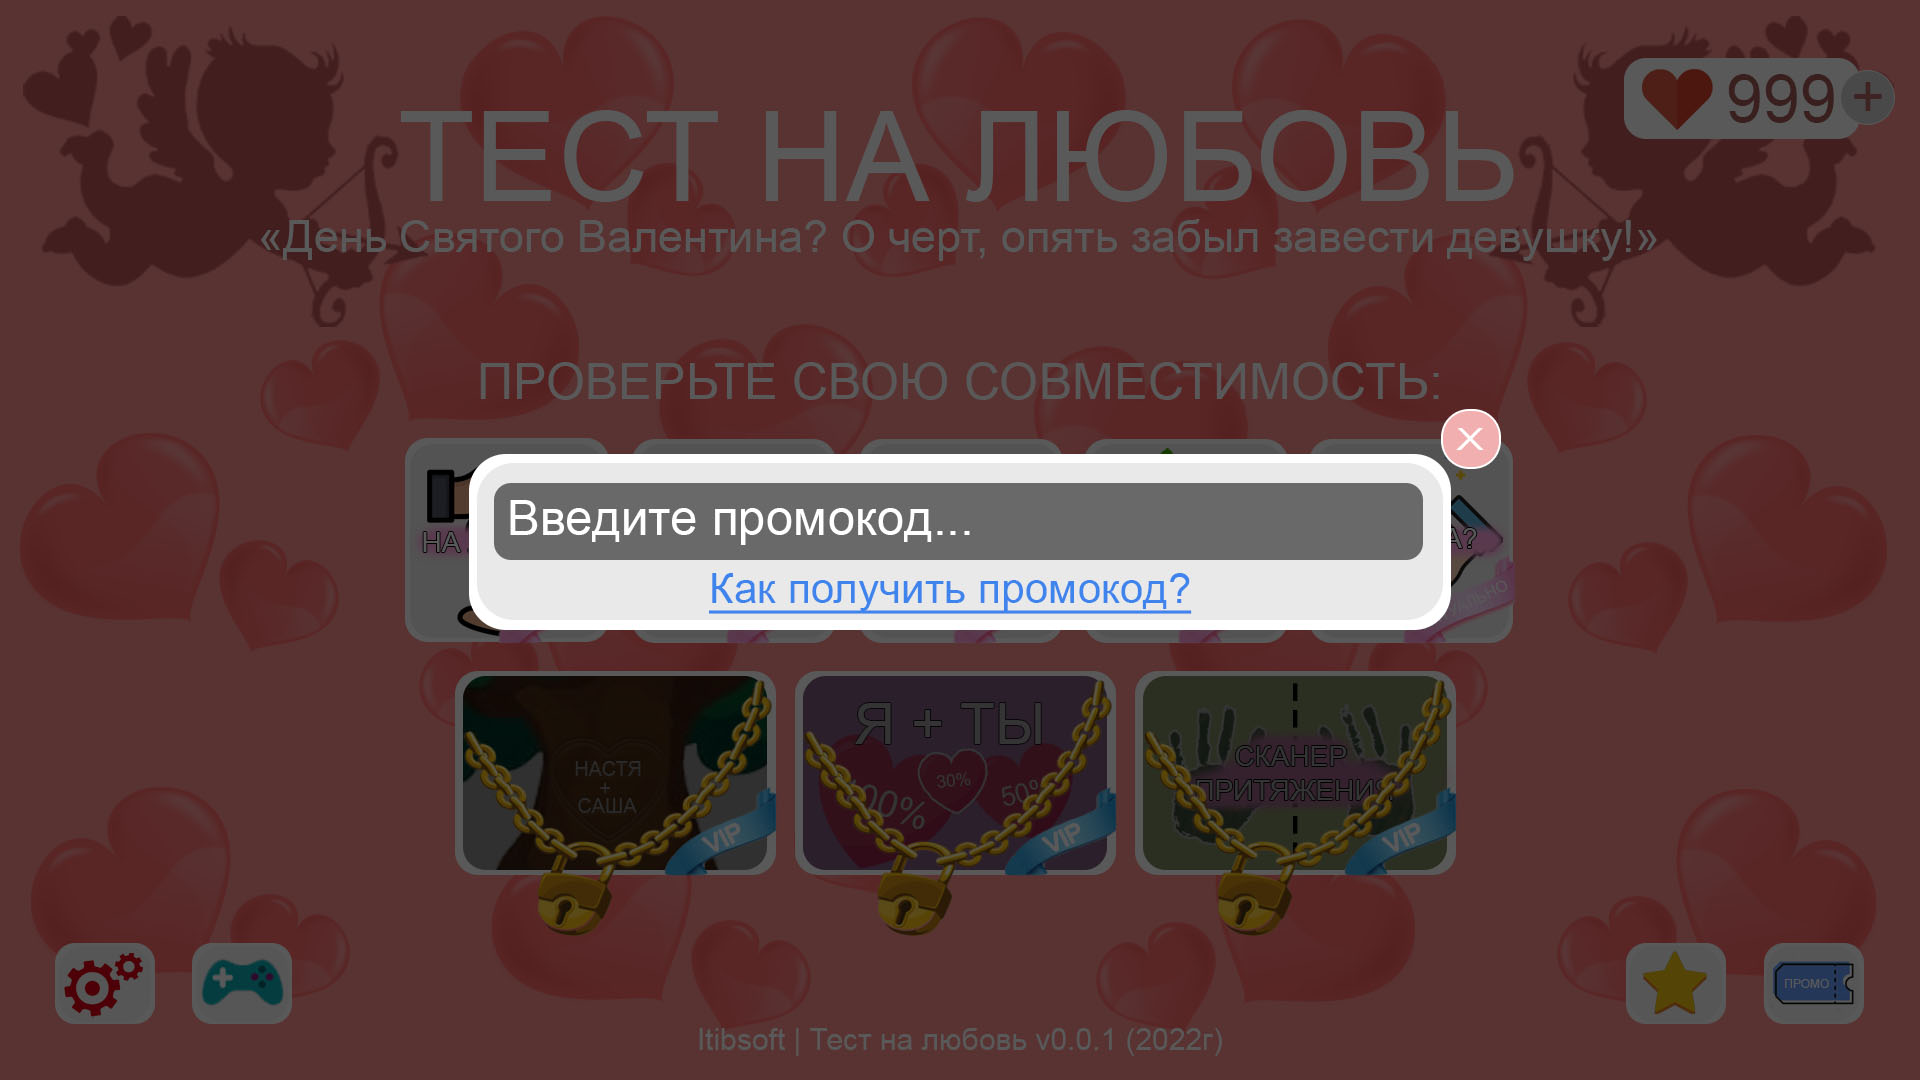 999
+
ТЕСТ НА ЛЮБОВЬ
«День Святого Валентина? О черт, опять забыл завести девушку!»
ПРОВЕРЬТЕ СВОЮ СОВМЕСТИМОСТЬ:
Введите промокод...
Как получить промокод?
НА
А?
НАСТЯ
+
САША
VIP
Я + ТЫ
30%
50%
VIP
СКАНЕР
ПРИТЯЖЕНИЯ
VIP
ПРОМО
Itibsoft | Тест на любовь v0.0.1 (2022г)